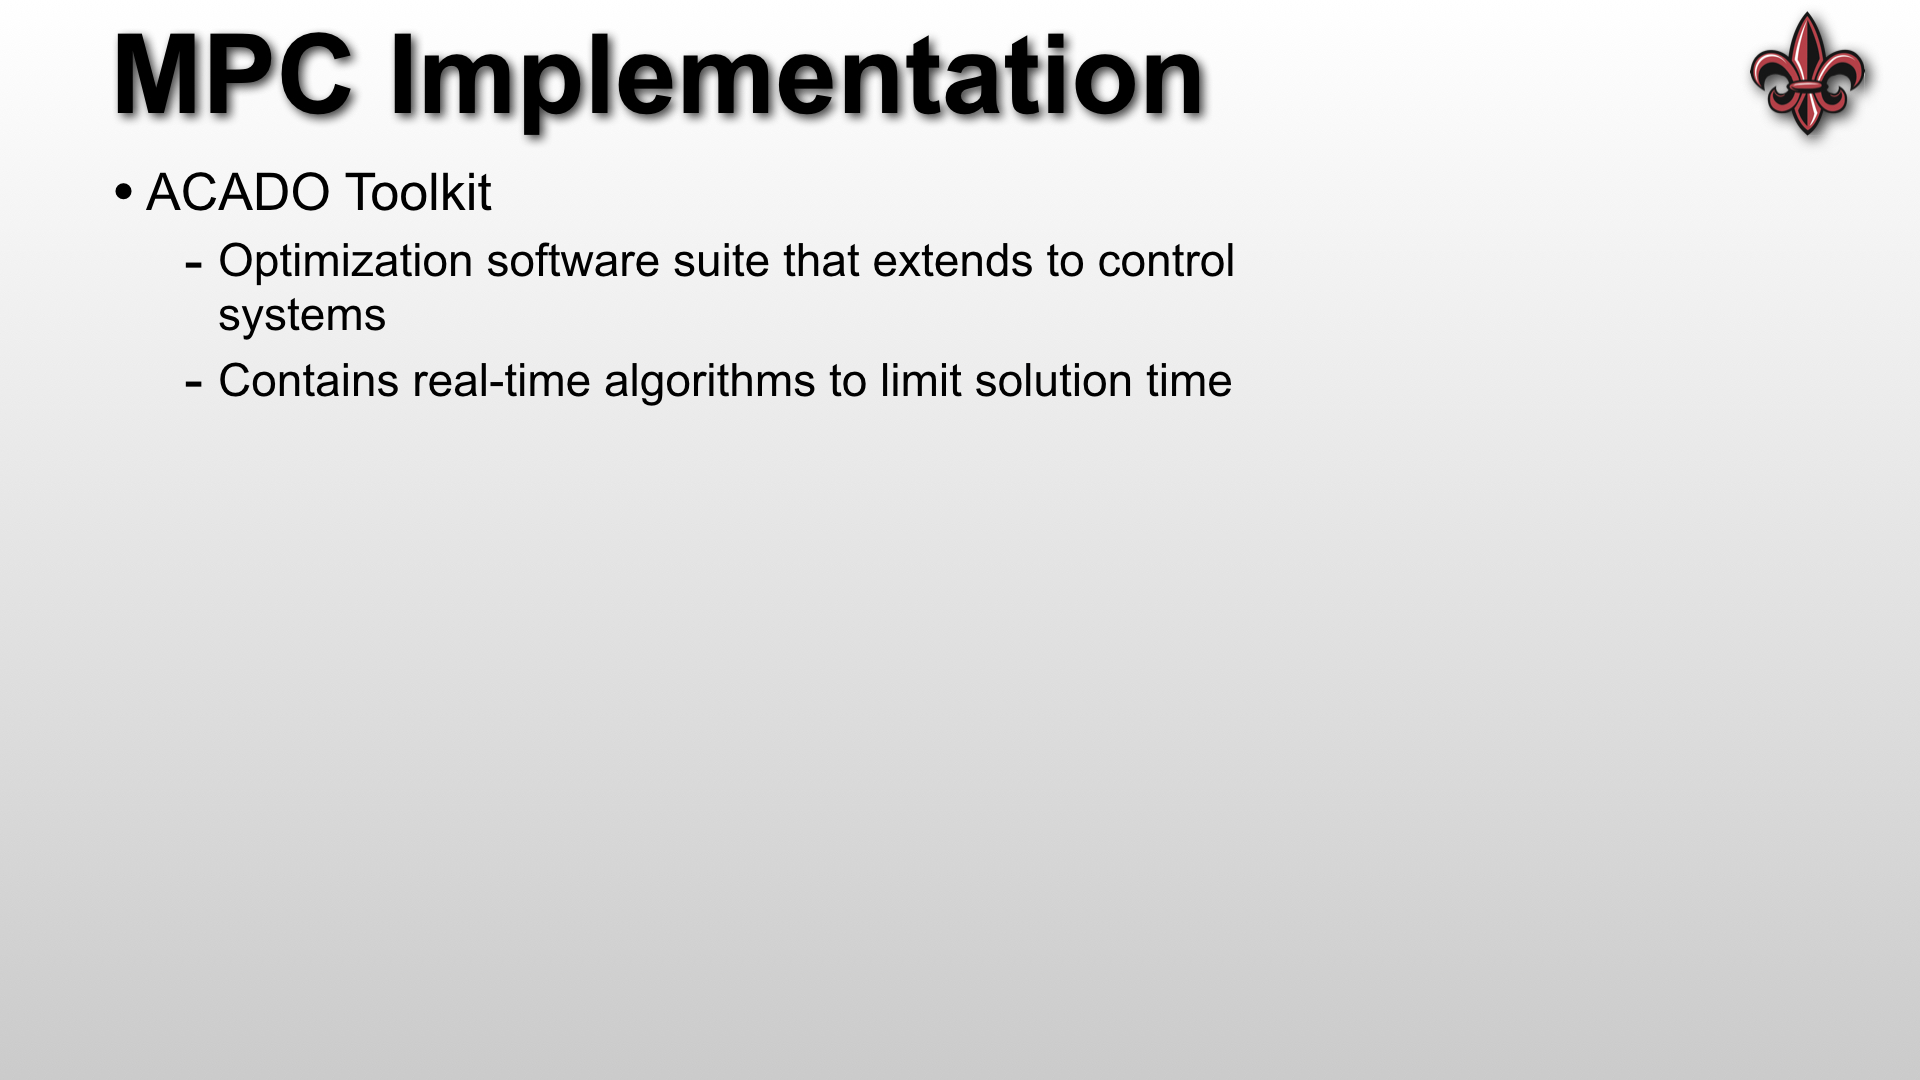 MPC Implementation
• ACADO Toolkit
- Optimization software suite that extends to control
systems
- Contains real-time algorithms to limit solution time